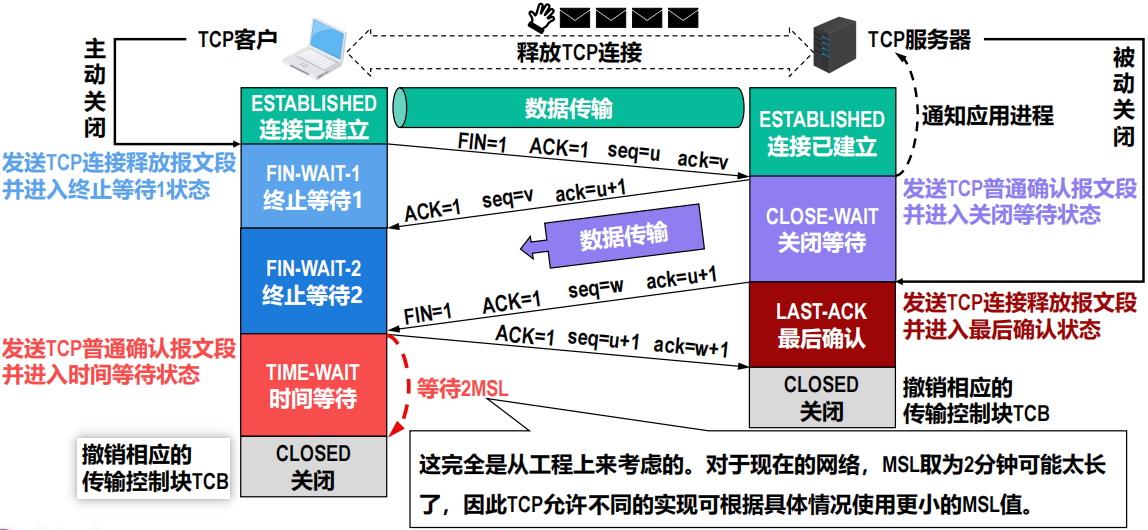 TCP客户
释放TCP连接
TCP服务器
主动关闭
被动关闭
通知应用进程
ESTABLISHED
连接已建立
数据传输
ESTABLISHED
连接已建立
FIN=1 ACK=1 seq=u ack=v
发送TCP连接释放报文段
并进入终止等待1状态
FIN-WAIT-1
终止等待1
ACK=1 seq=v ack=u+1
CLOSE-WAIT
关闭等待
发送TCP普通确认报文段
并进入关闭等待状态
数据传输
FIN-WAIT-2
终止等待2
FIN=1 ACK=1 seq=w ack=u+1
LAST-ACK
最后确认
发送TCP连接释放报文段
并进入最后确认状态
ACK=1 seq=u+1 ack=w+1
发送TCP普通确认报文段
并进入时间等待状态
TIME-WAIT
时间等待
等待2MSL
CLOSED
关闭
撤销相应的
传输控制块TCB
撤销相应的
传输控制块TCB
CLOSED
关闭
这完全是从工程上来考虑的。对于现在的网络，MSL取为2分钟可能太长
了，因此TCP允许不同的实现可根据具体情况使用更小的MSL值。